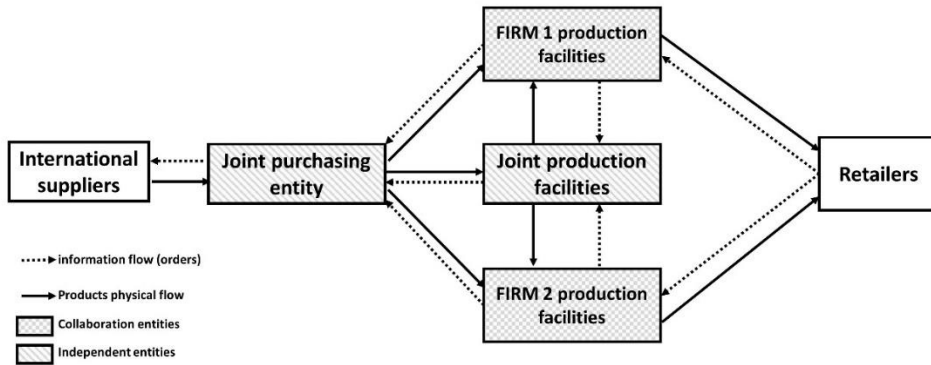 FIRM 1 production
facilities
International
suppliers
Joint purchasing
entity
Joint production
facilities
Retailers
FIRM 2 production
facilities
information flow (orders)
Products physical flow
Collaboration entities
Independent entities